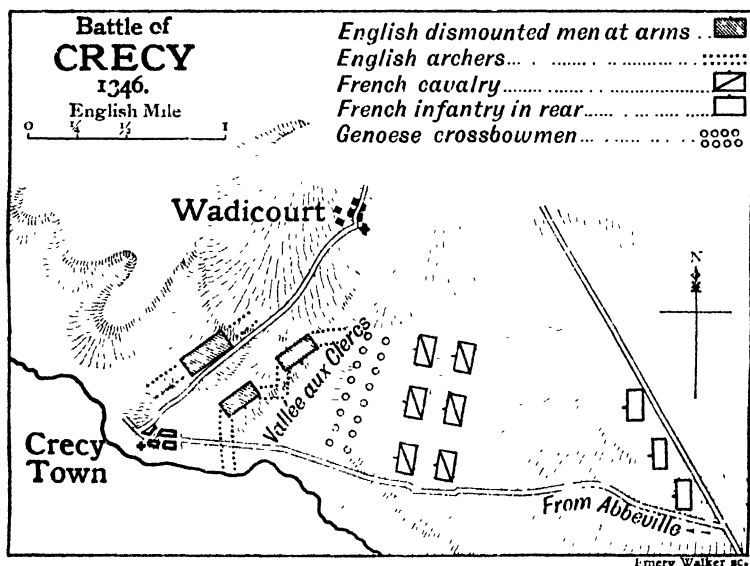 Battle of
CRECY
1346.
English Mile
0 ¼ ½ 1
English dismounted men at arms ..
English archers... .. .. ....... .....
French cavalry..............................
French infantry in rear.... .. ... .....
Genoese crossbowmen... .... .. ...
Wadicourt
N
Vallée aux Clercs
Crecy
Town
From Abbeville
Emery Walker sc.